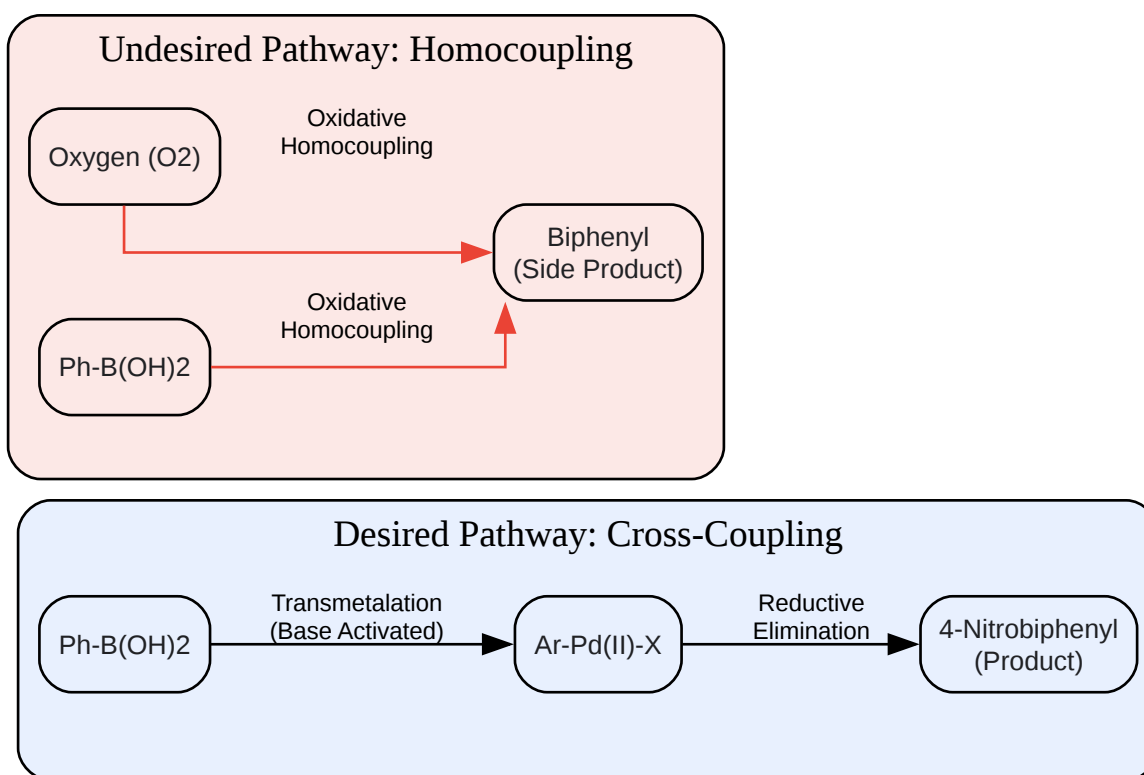 Undesired Pathway: Homocoupling
Oxidative
Homocoupling
Oxygen (O2)
Biphenyl
(Side Product)
Oxidative
Homocoupling
Ph-B(OH)2
Desired Pathway: Cross-Coupling
Ph-B(OH)2
Transmetalation
(Base Activated)
Ar-Pd(II)-X
Reductive
Elimination
4-Nitrobiphenyl
(Product)